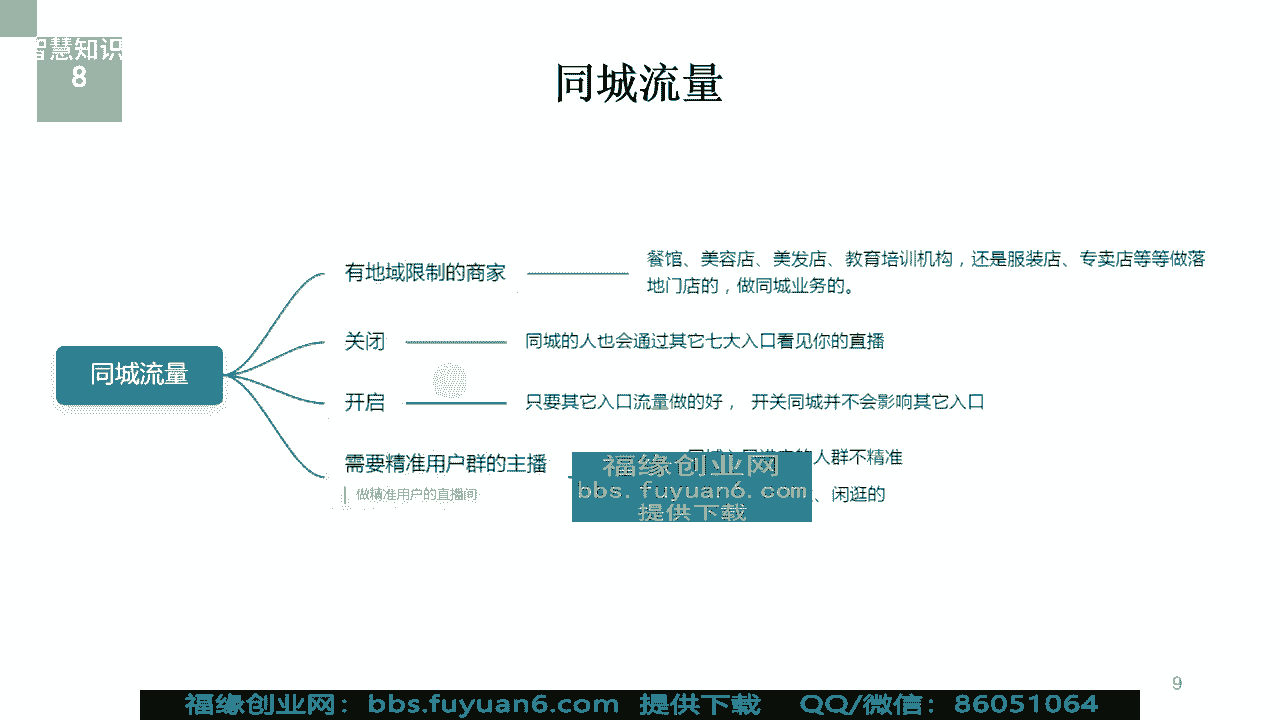 智慧知识
8
同城流量
有地域限制的商家
餐馆、美容店、美发店、教育培训机构，还是服装店、专卖店等等做落
地门店的，做同城业务的。
关闭
同城的人也会通过其它七大入口看见你的直播
同城流量
开启
只要其它入口流量做的好， 开关同城并不会影响其它入口
需要精准用户群的主播
做精准用户的直播间
人群不精准
、闲逛的
福缘创业网
bbs.fuyuan6.com
提供下载
9
福缘创业网：bbs.fuyuan6.com 提供下载 QQ/微信：86051064